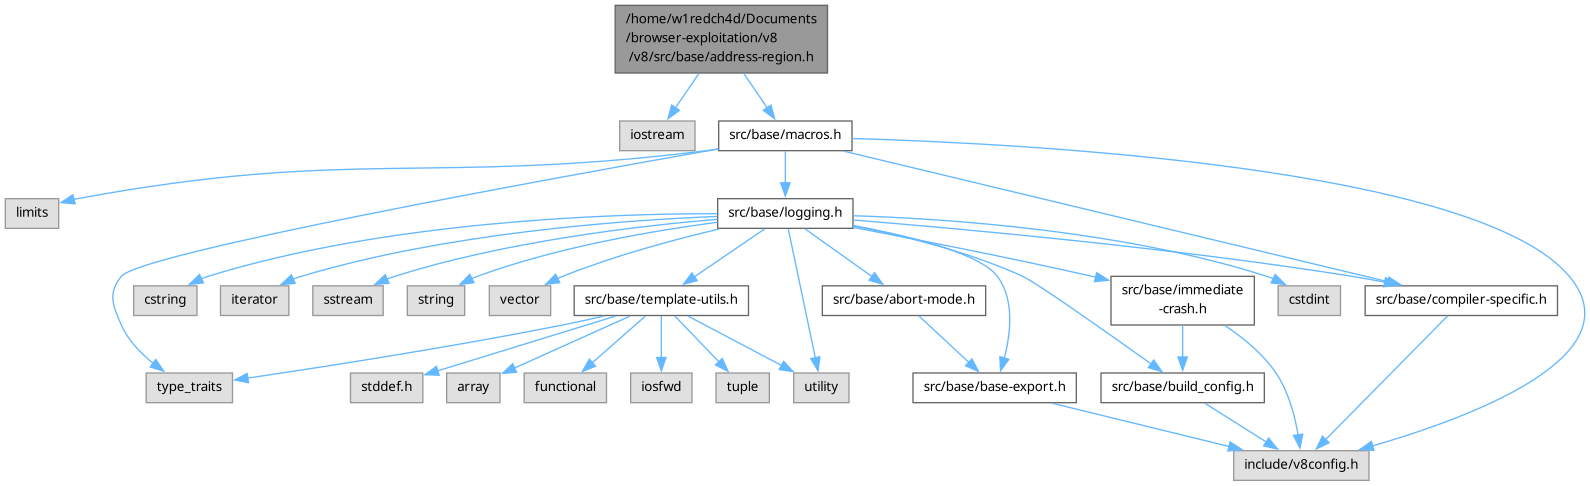 /home/w1redch4d/Documents
/browser-exploitation/v8
/v8/src/base/address-region.h
iostream
src/base/macros.h
limits
src/base/logging.h
cstring
iterator
sstream
string
vector
src/base/template-utils.h
src/base/abort-mode.h
src/base/immediate
-crash.h
cstdint
src/base/compiler-specific.h
type_traits
stddef.h
array
functional
iosfwd
tuple
utility
src/base/base-export.h
src/base/build_config.h
include/v8config.h